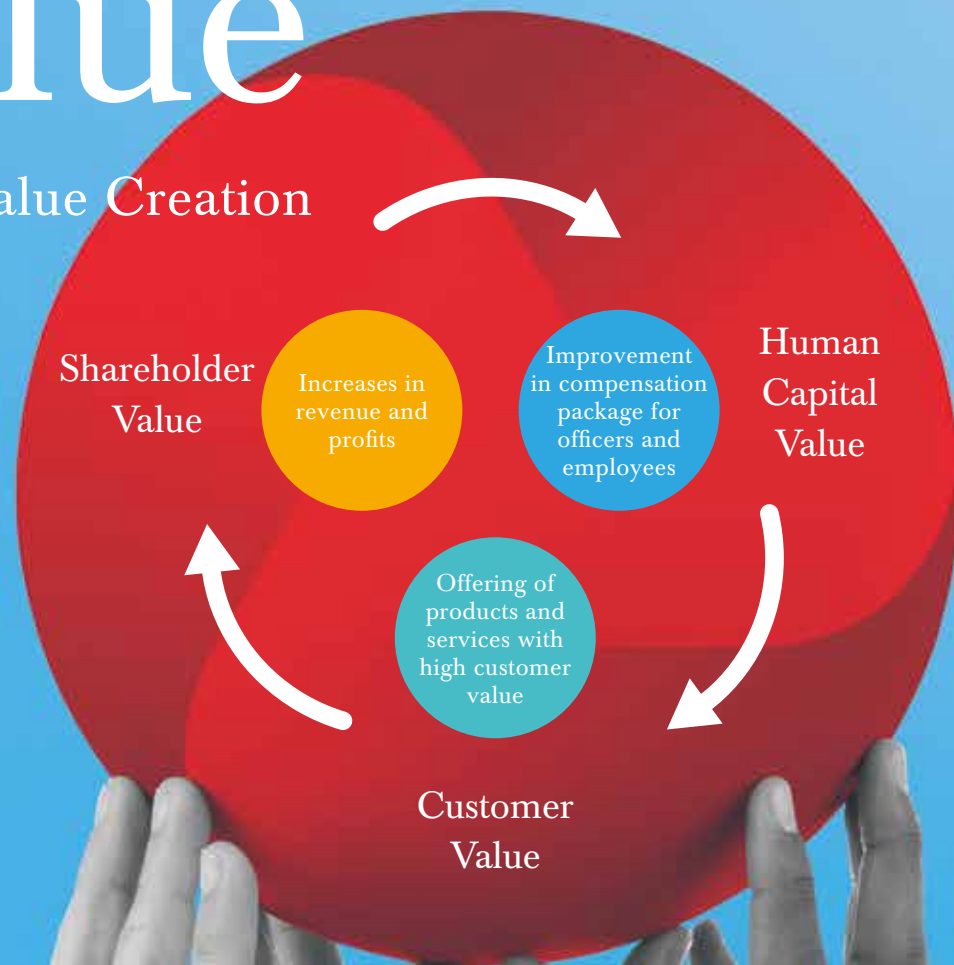 lue
alue Creation
Shareholder
Value
Increases in
revenue and
profits
Improvement
in compensation
package for
officers and
employees
Human
Capital
Value
Offering of
products and
services with
high customer
value
Customer
Value